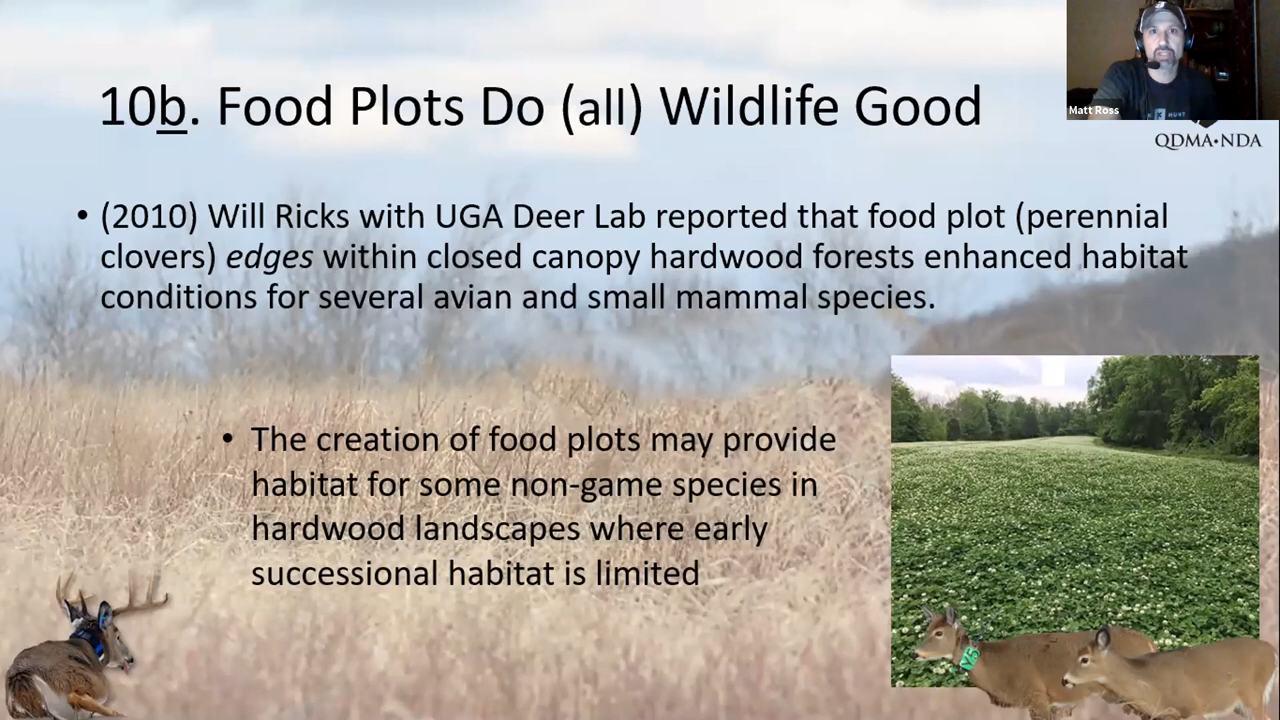 10b. Food Plots Do (all) Wildlife Good
Matt Ross
QDMA•NDA
• (2010) Will Ricks with UGA Deer Lab reported that food plot (perennial
clovers) edges within closed canopy hardwood forests enhanced habitat
conditions for several avian and small mammal species.
• The creation of food plots may provide
habitat for some non-game species in
hardwood landscapes where early
successional habitat is limited
HUNT